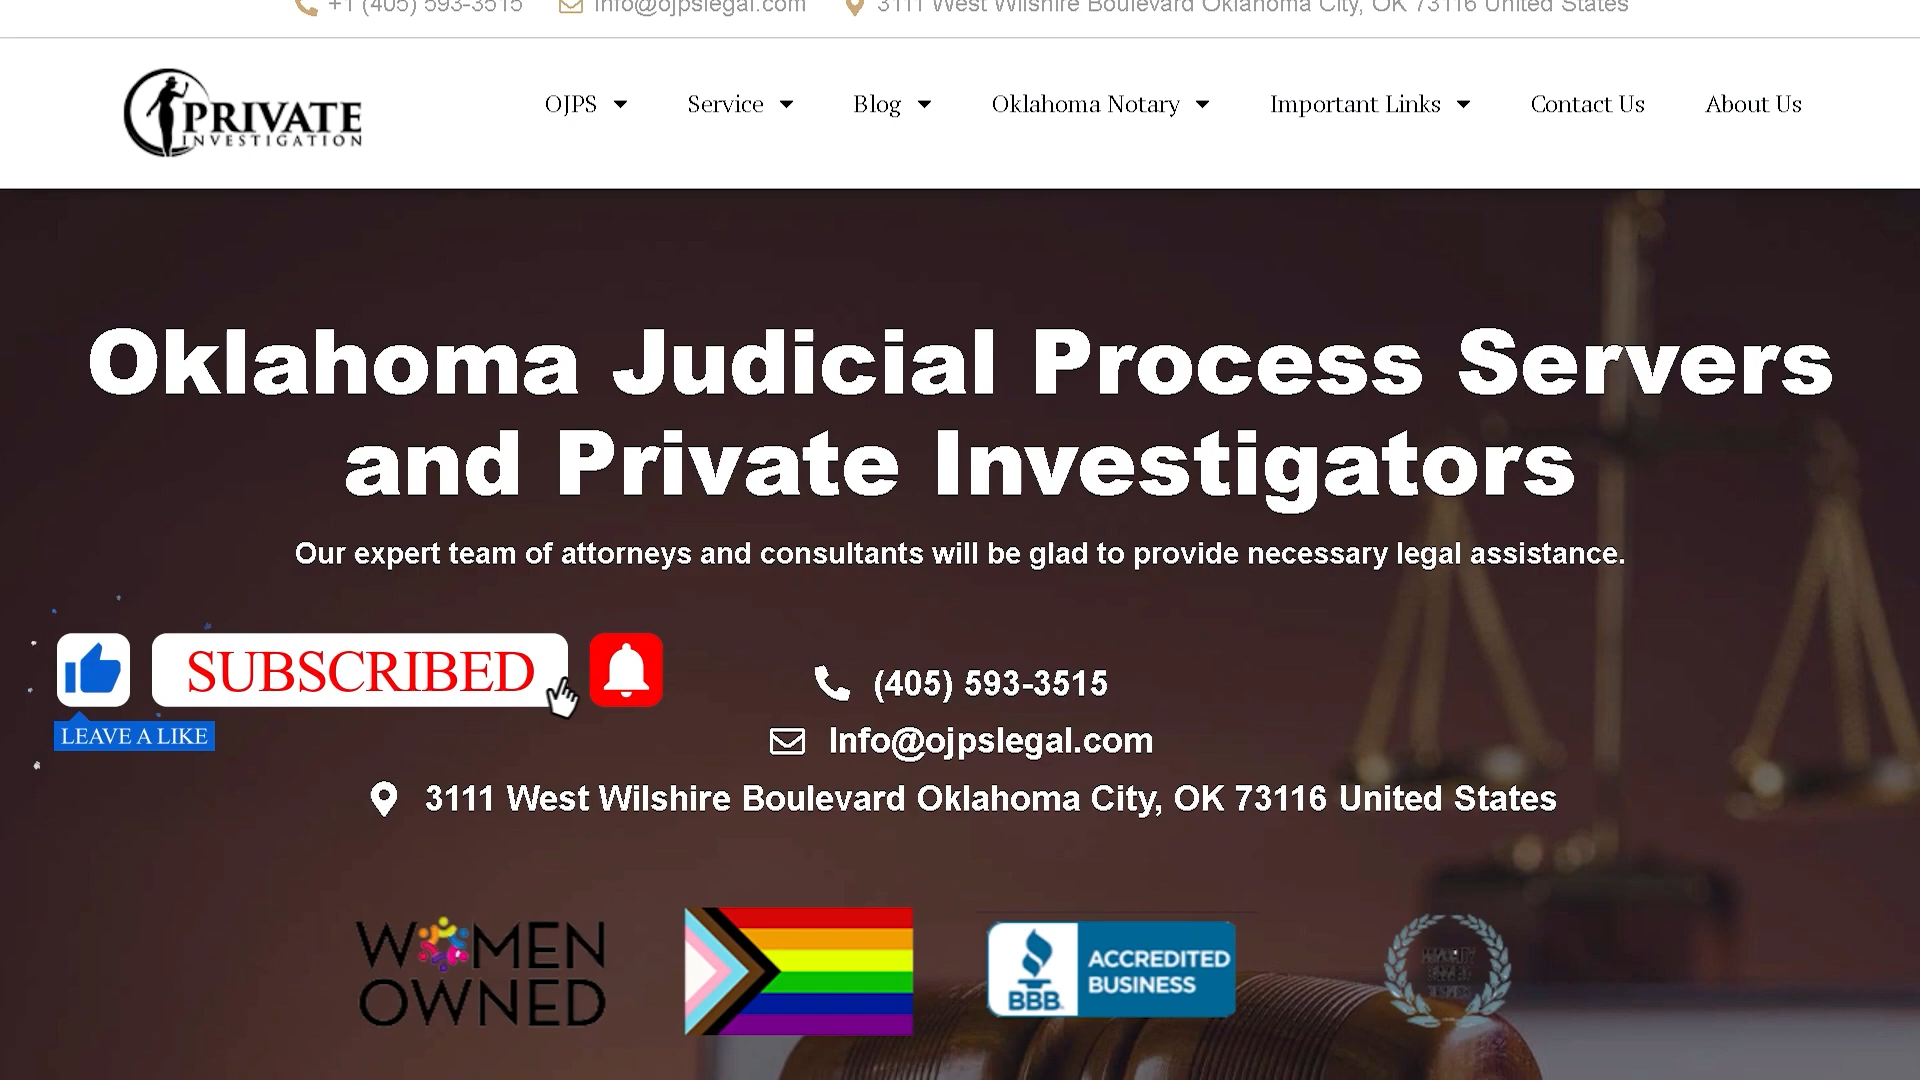 +1 (405) 593-3515 Info@ojpslegal.com 3111 West Wilshire Boulevard Oklahoma City, OK 73116 United States
PRIVATE
INVESTIGATION
OJPS Service Blog Oklahoma Notary Important Links Contact Us About Us
Oklahoma Judicial Process Servers
and Private Investigators
Our expert team of attorneys and consultants will be glad to provide necessary legal assistance.
SUBSCRIBED
LEAVE A LIKE
(405) 593-3515
Info@ojpslegal.com
3111 West Wilshire Boulevard Oklahoma City, OK 73116 United States
WOMEN
OWNED
BBB
ACCREDITED
BUSINESS